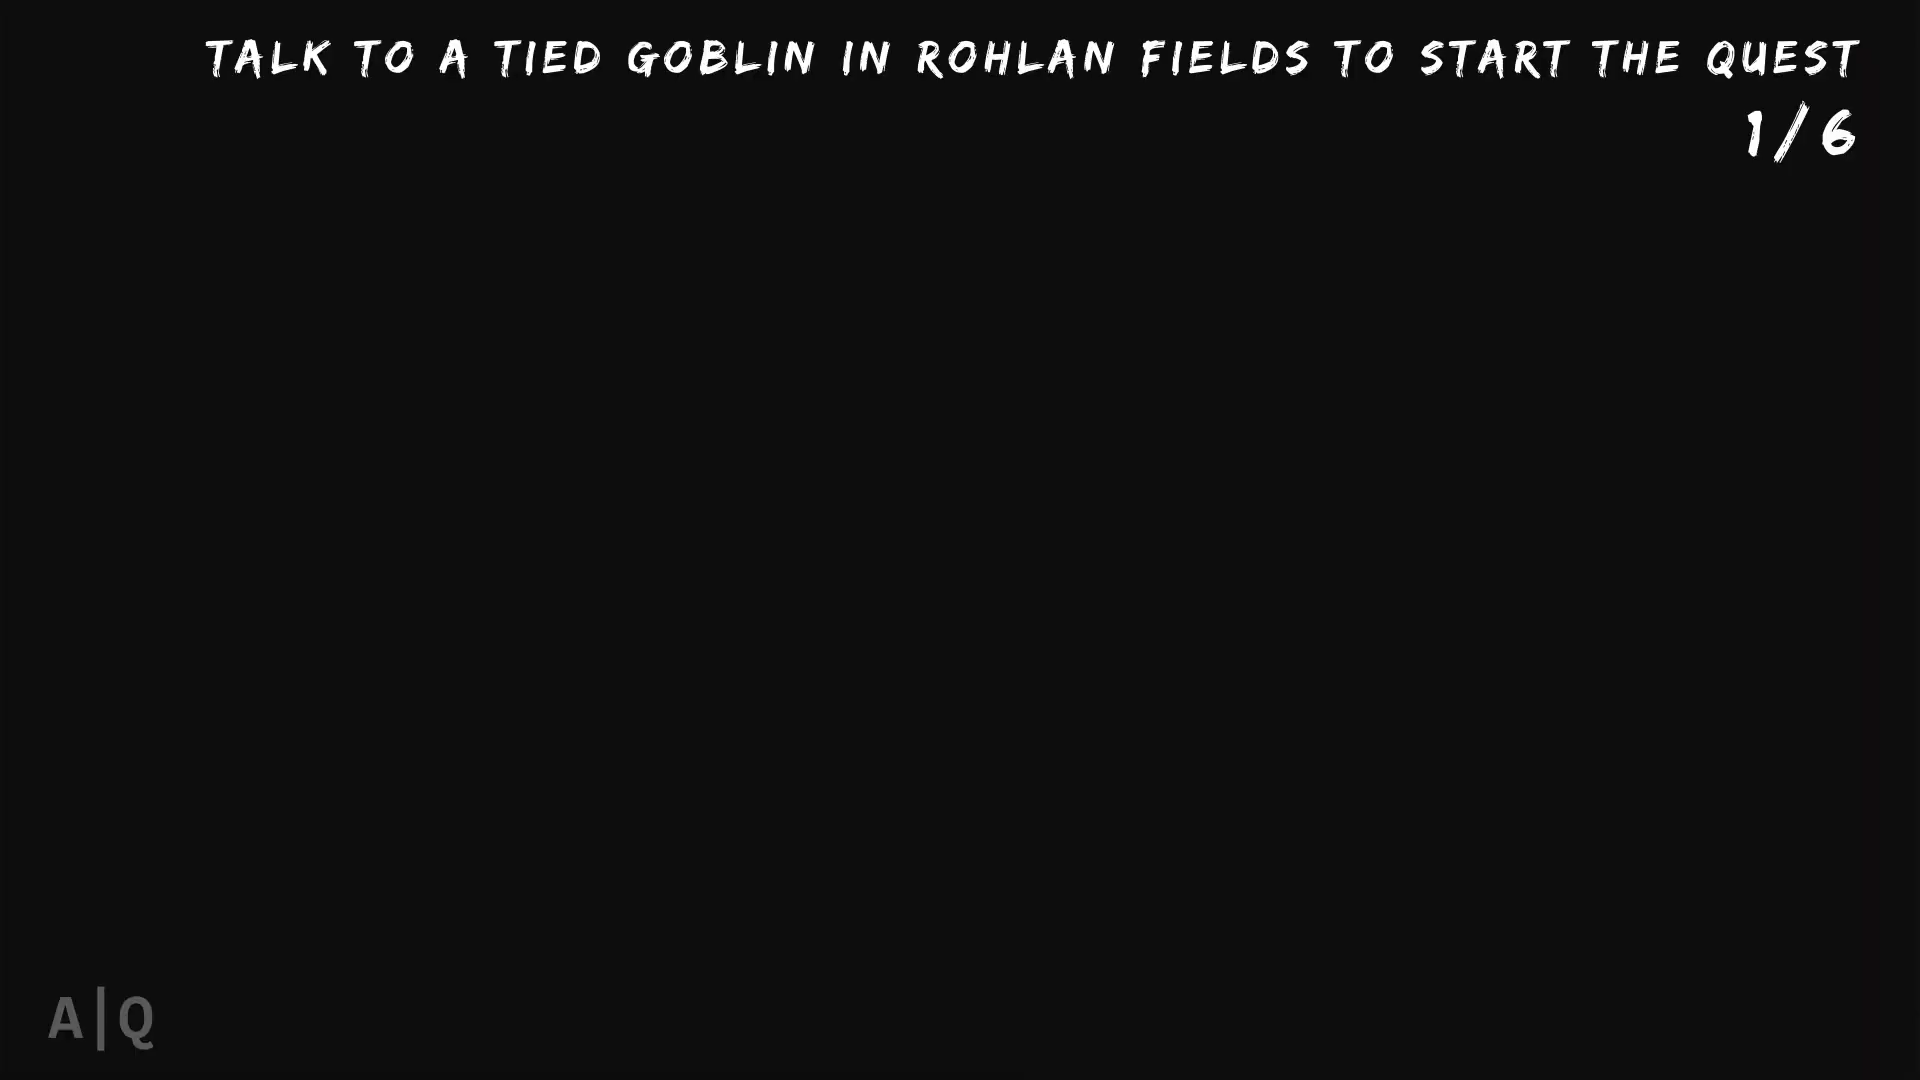 TALK TO A TIED GOBLIN IN ROHLAN FIELDS TO START THE QUEST
1/6
A|Q